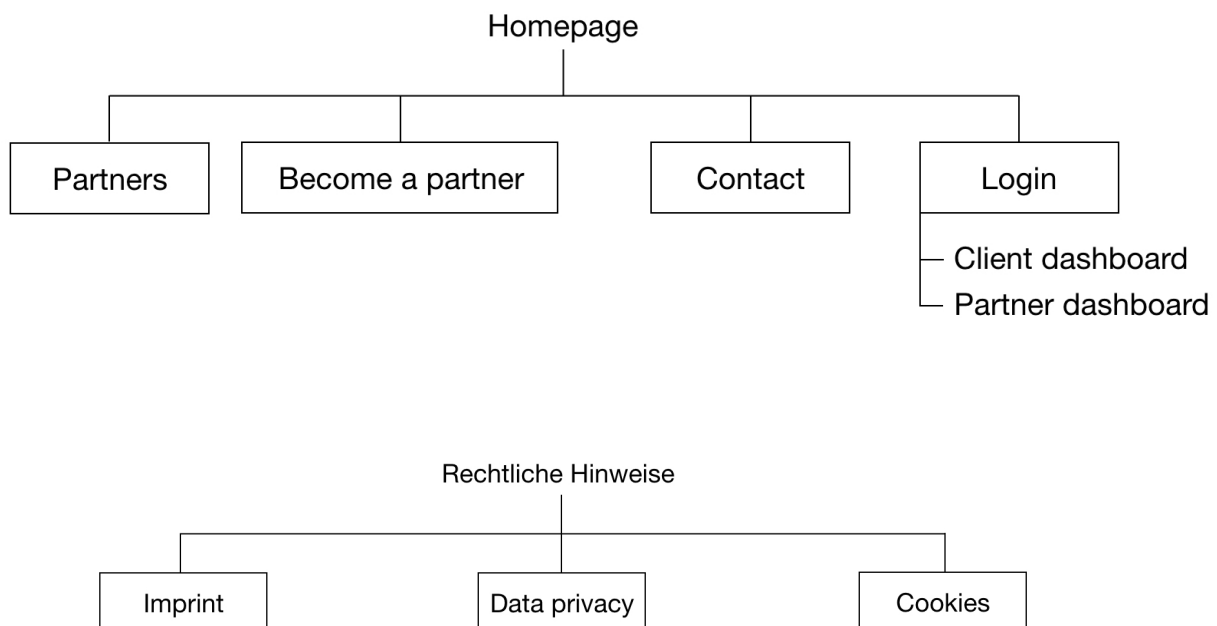 Homepage
Partners
Become a partner
Contact
Login
Client dashboard
Partner dashboard
Rechtliche Hinweise
Imprint
Data privacy
Cookies